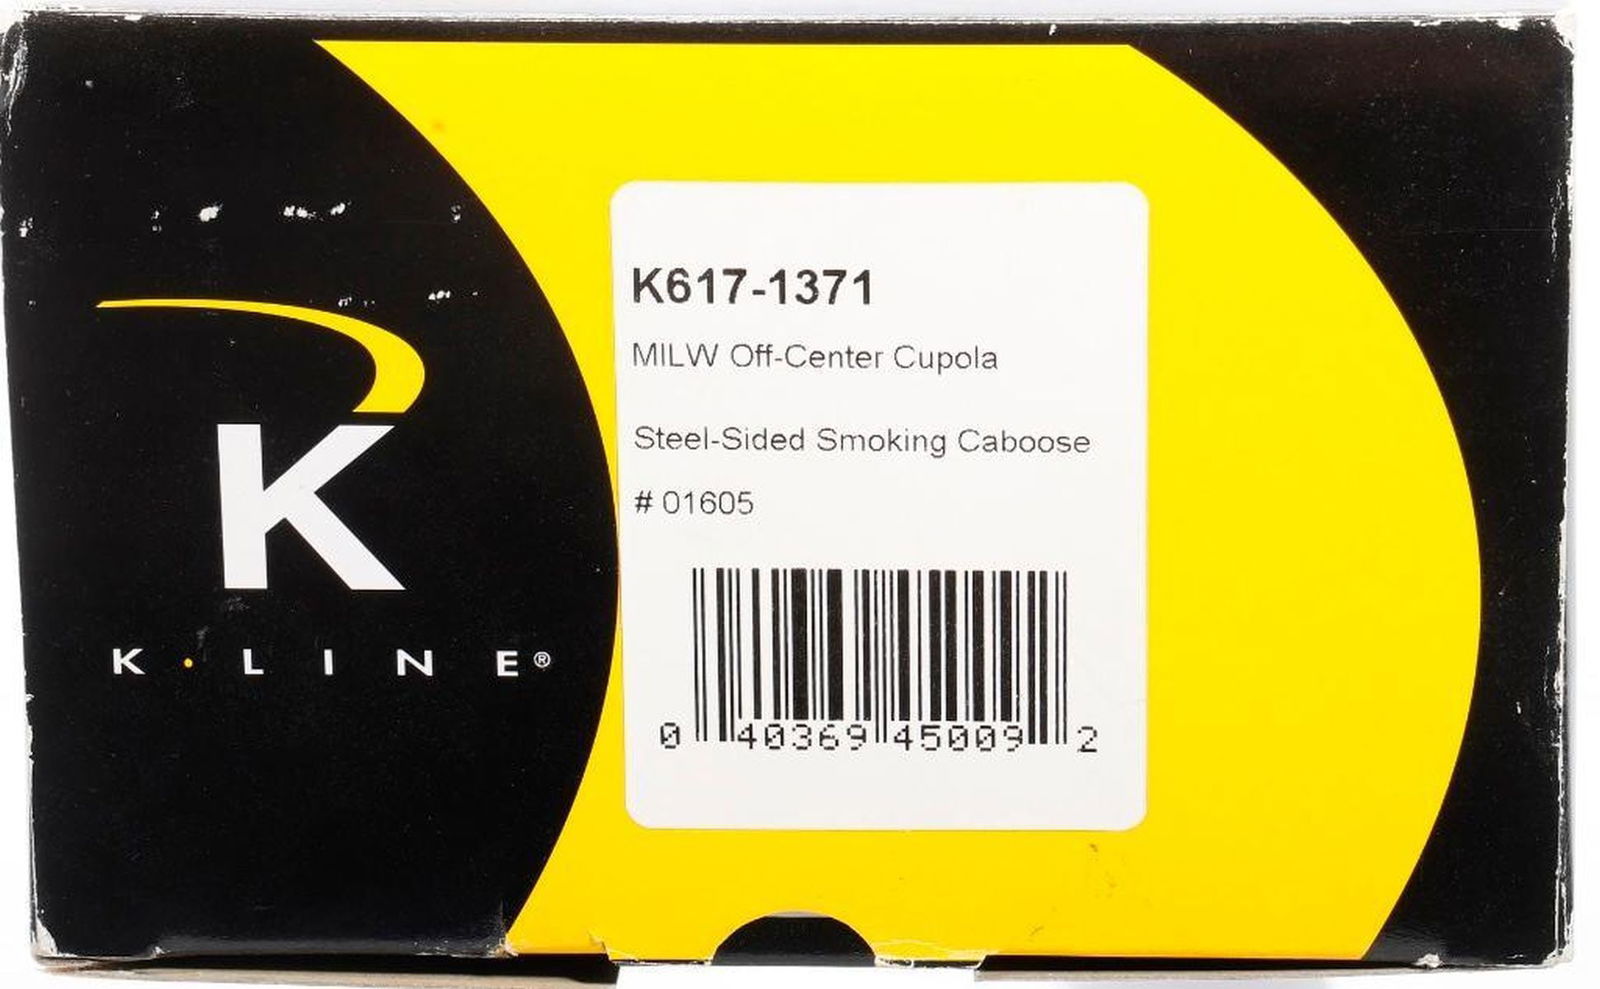 K
K·LINE®
K617-1371
MILW Off-Center Cupola
Steel-Sided Smoking Caboose
# 01605
0 40369 45009 2